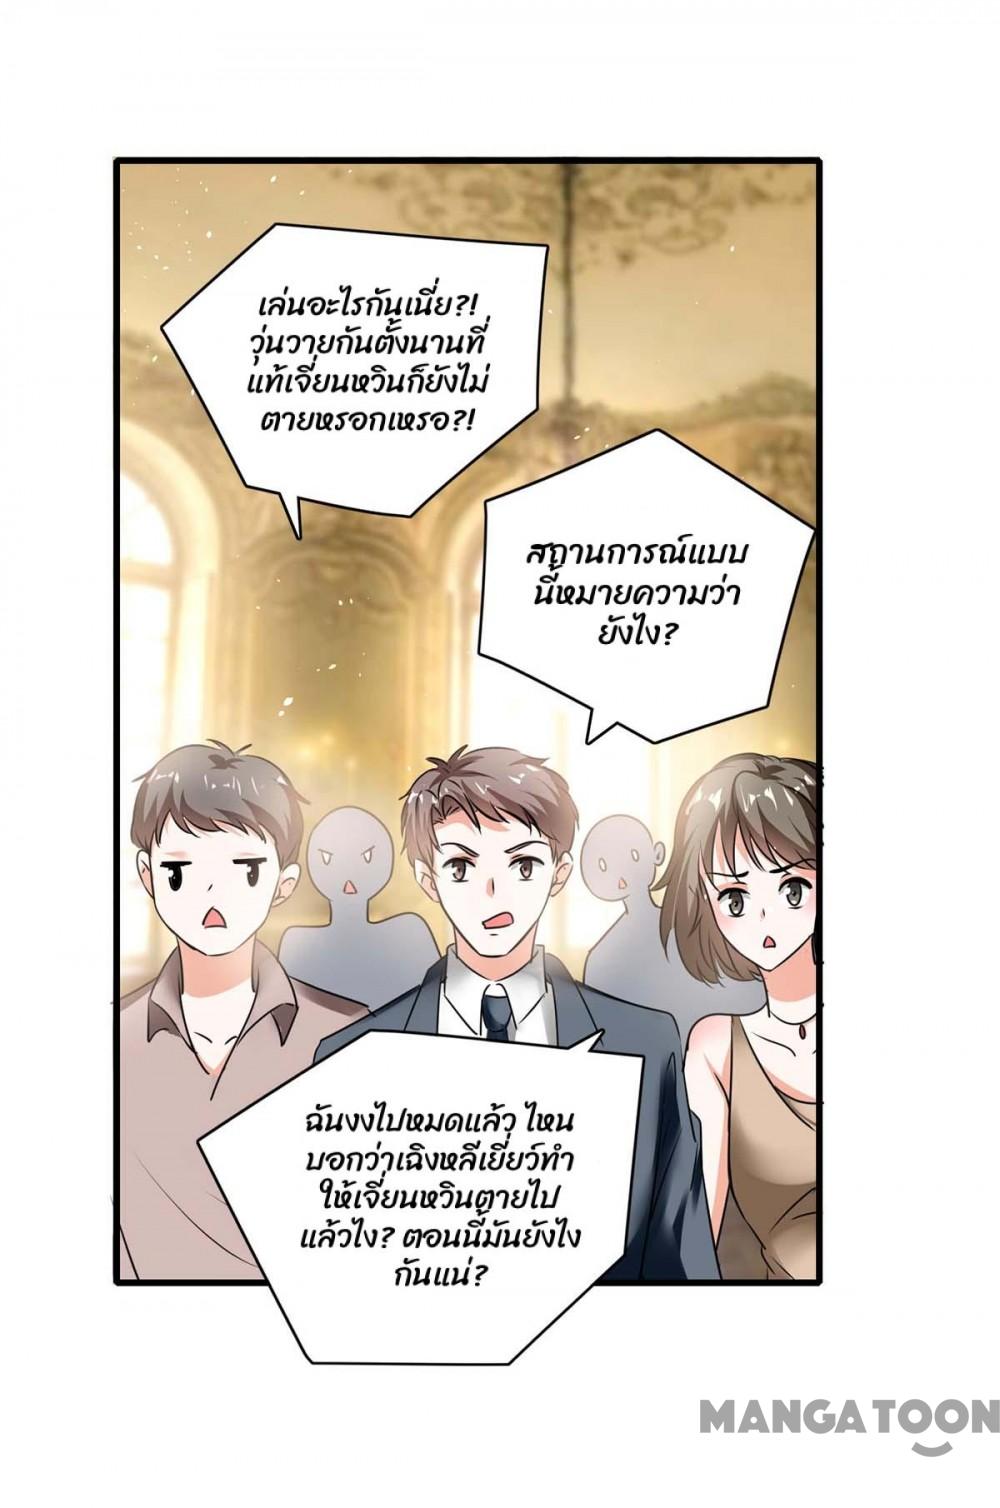 เล่นอะไรกันเนี่ย?!
วุ่นวายกันตั้งนานที่
แท้เจี่ยนหวินก็ยังไม่
ตายหรอกเหรอ?!
สถานการณ์แบบ
นี้หมายความว่า
ยังไง?
ฉันงงไปหมดแล้ว ไหน
บอกว่าเฉิงหลีเยี่ยว์ทำ
ให้เจี่ยนหวินตายไป
แล้วไง? ตอนนี้มันยังไง
กันแน่?
MANGATOON